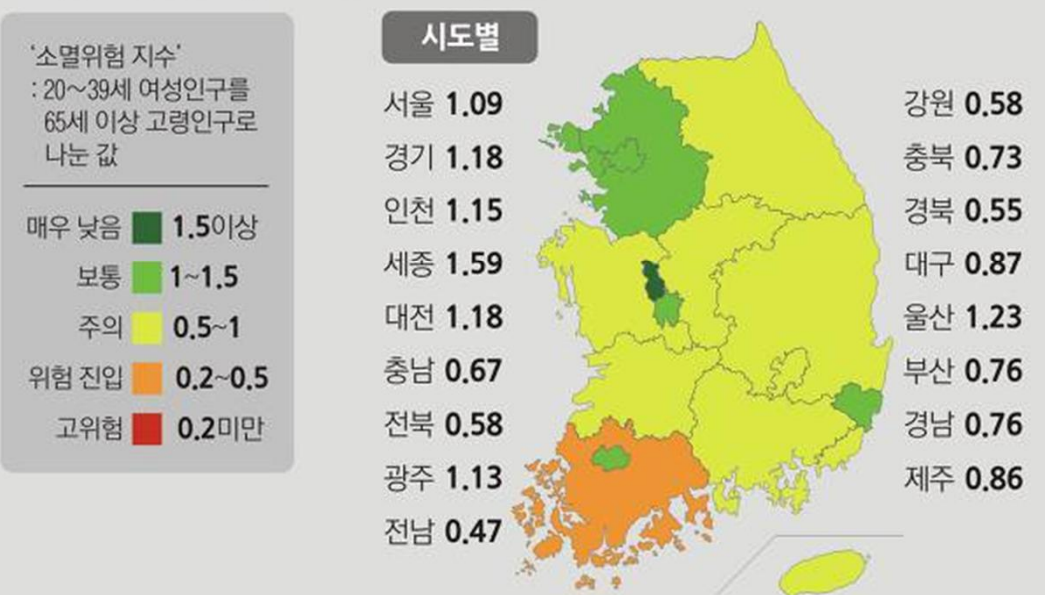 '소멸위험 지수'
: 20~39세 여성인구를
65세 이상 고령인구로
나눈 값
매우 낮음 1.5이상
보통 1~1.5
주의 0.5~1
위험 진입 0.2~0.5
고위험 0.2미만
시도별
서울 1.09
경기 1.18
인천 1.15
세종 1.59
대전 1.18
충남 0.67
전북 0.58
광주 1.13
전남 0.47
강원 0.58
충북 0.73
경북 0.55
대구 0.87
울산 1.23
부산 0.76
경남 0.76
제주 0.86